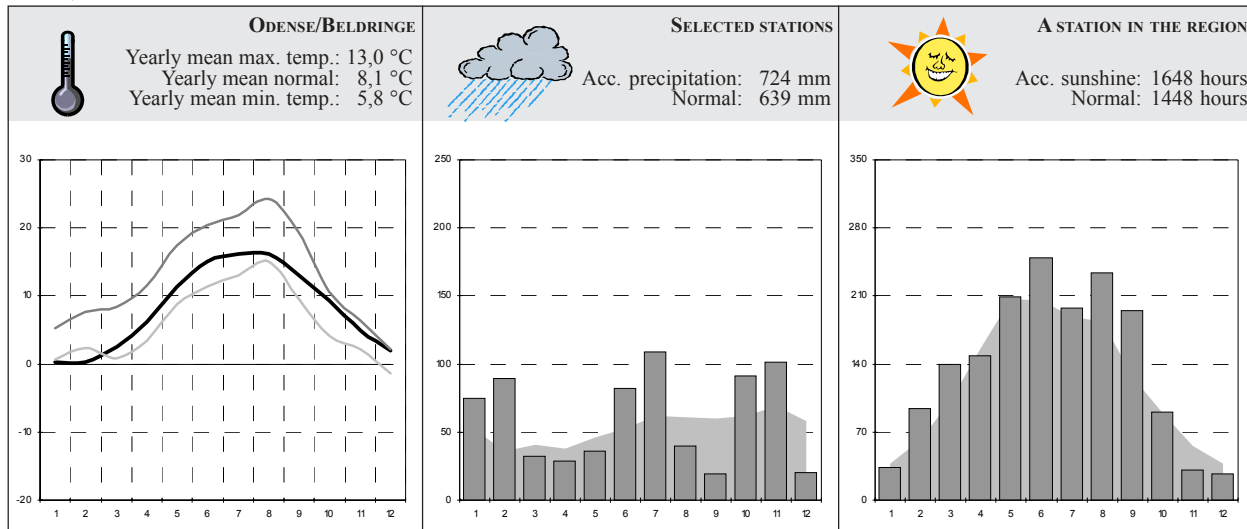 ODENSE/BELDRINGE
Yearly mean max. temp.: 13,0 °C
Yearly mean normal: 8,1 °C
Yearly mean min. temp.: 5,8 °C
SELECTED STATIONS
Acc. precipitation: 724 mm
Normal: 639 mm
A STATION IN THE REGION
Acc. sunshine: 1648 hours
Normal: 1448 hours
30
20
10
0
-10
-20
1 2 3 4 5 6 7 8 9 10 11 12
250
200
150
100
50
0
1 2 3 4 5 6 7 8 9 10 11 12
350
280
210
140
70
0
1 2 3 4 5 6 7 8 9 10 11 12